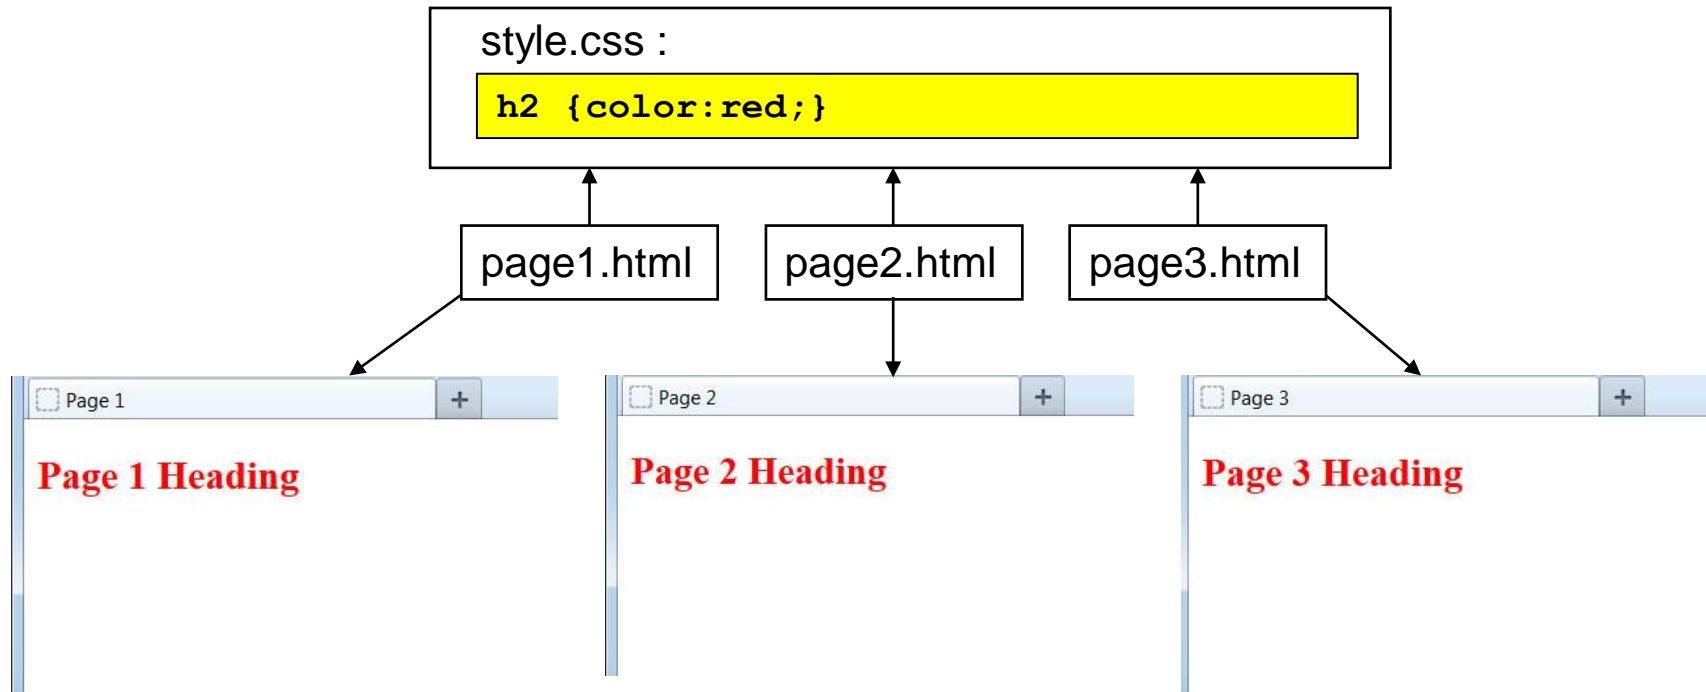 style.css :
h2 {color:red;}
page1.html
page2.html
page3.html
Page 1
Page 2
Page 3
Page 1 Heading
Page 2 Heading
Page 3 Heading